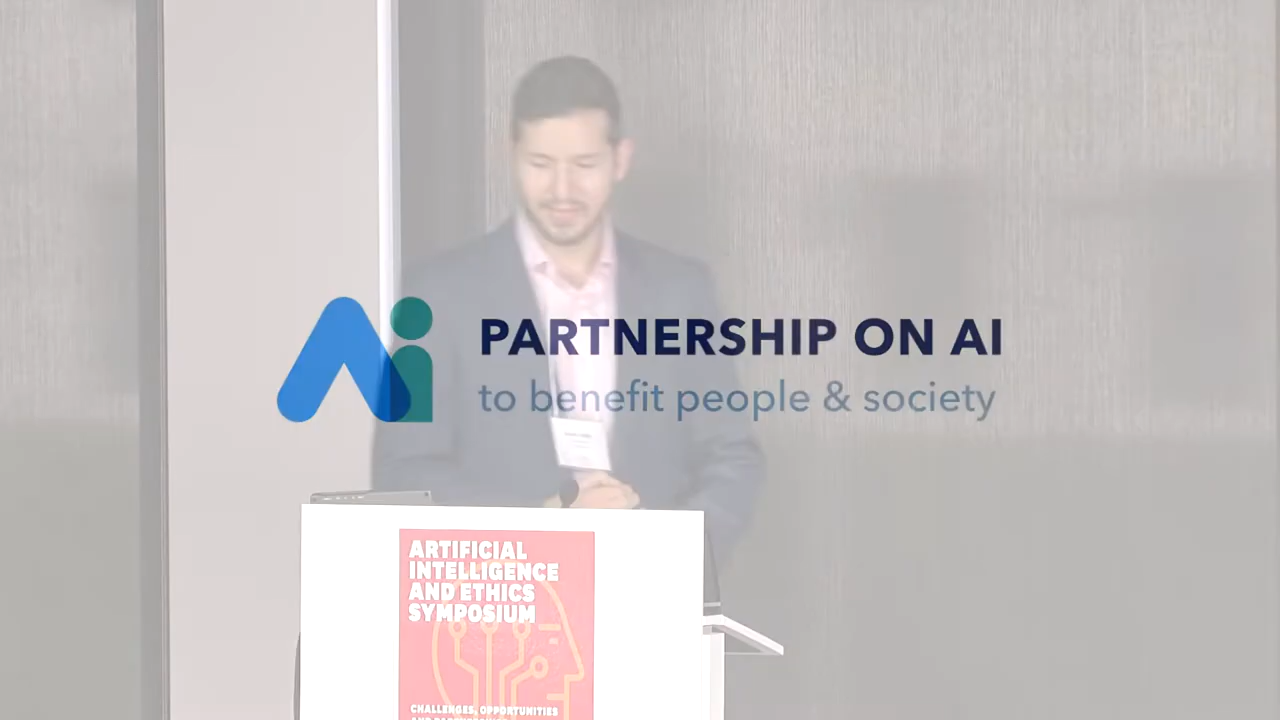 PARTNERSHIP ON AI
to benefit people & society
ARTIFICIAL
INTELLIGENCE
AND ETHICS
SYMPOSIUM
CHALLENGES, OPPORTUNITIES